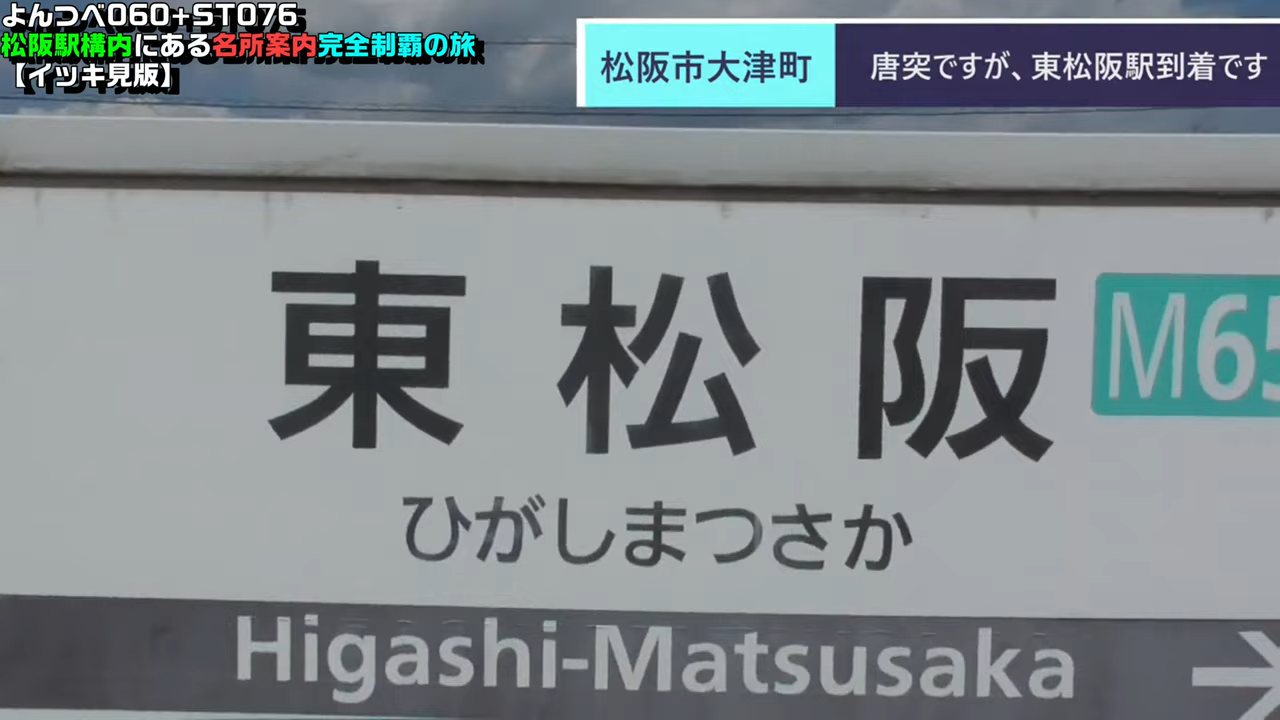 よんつべ060+ST076
松阪駅構内にある名所案内完全制覇の旅
【イツキ見版】
松阪市大津町
唐突ですが、東松阪駅到着です
東松阪
M65
ひがしまつさか
Higashi-Matsusaka